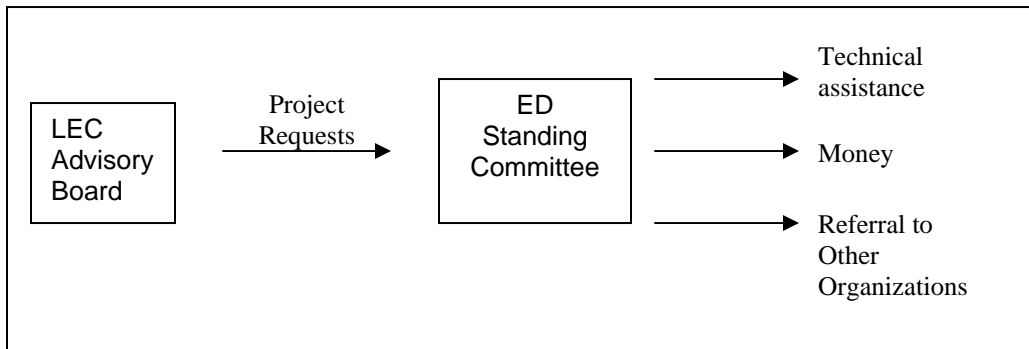 LEC
Advisory
Board
Project
Requests
ED
Standing
Committee
Technical
assistance
Money
Referral to
Other
Organizations